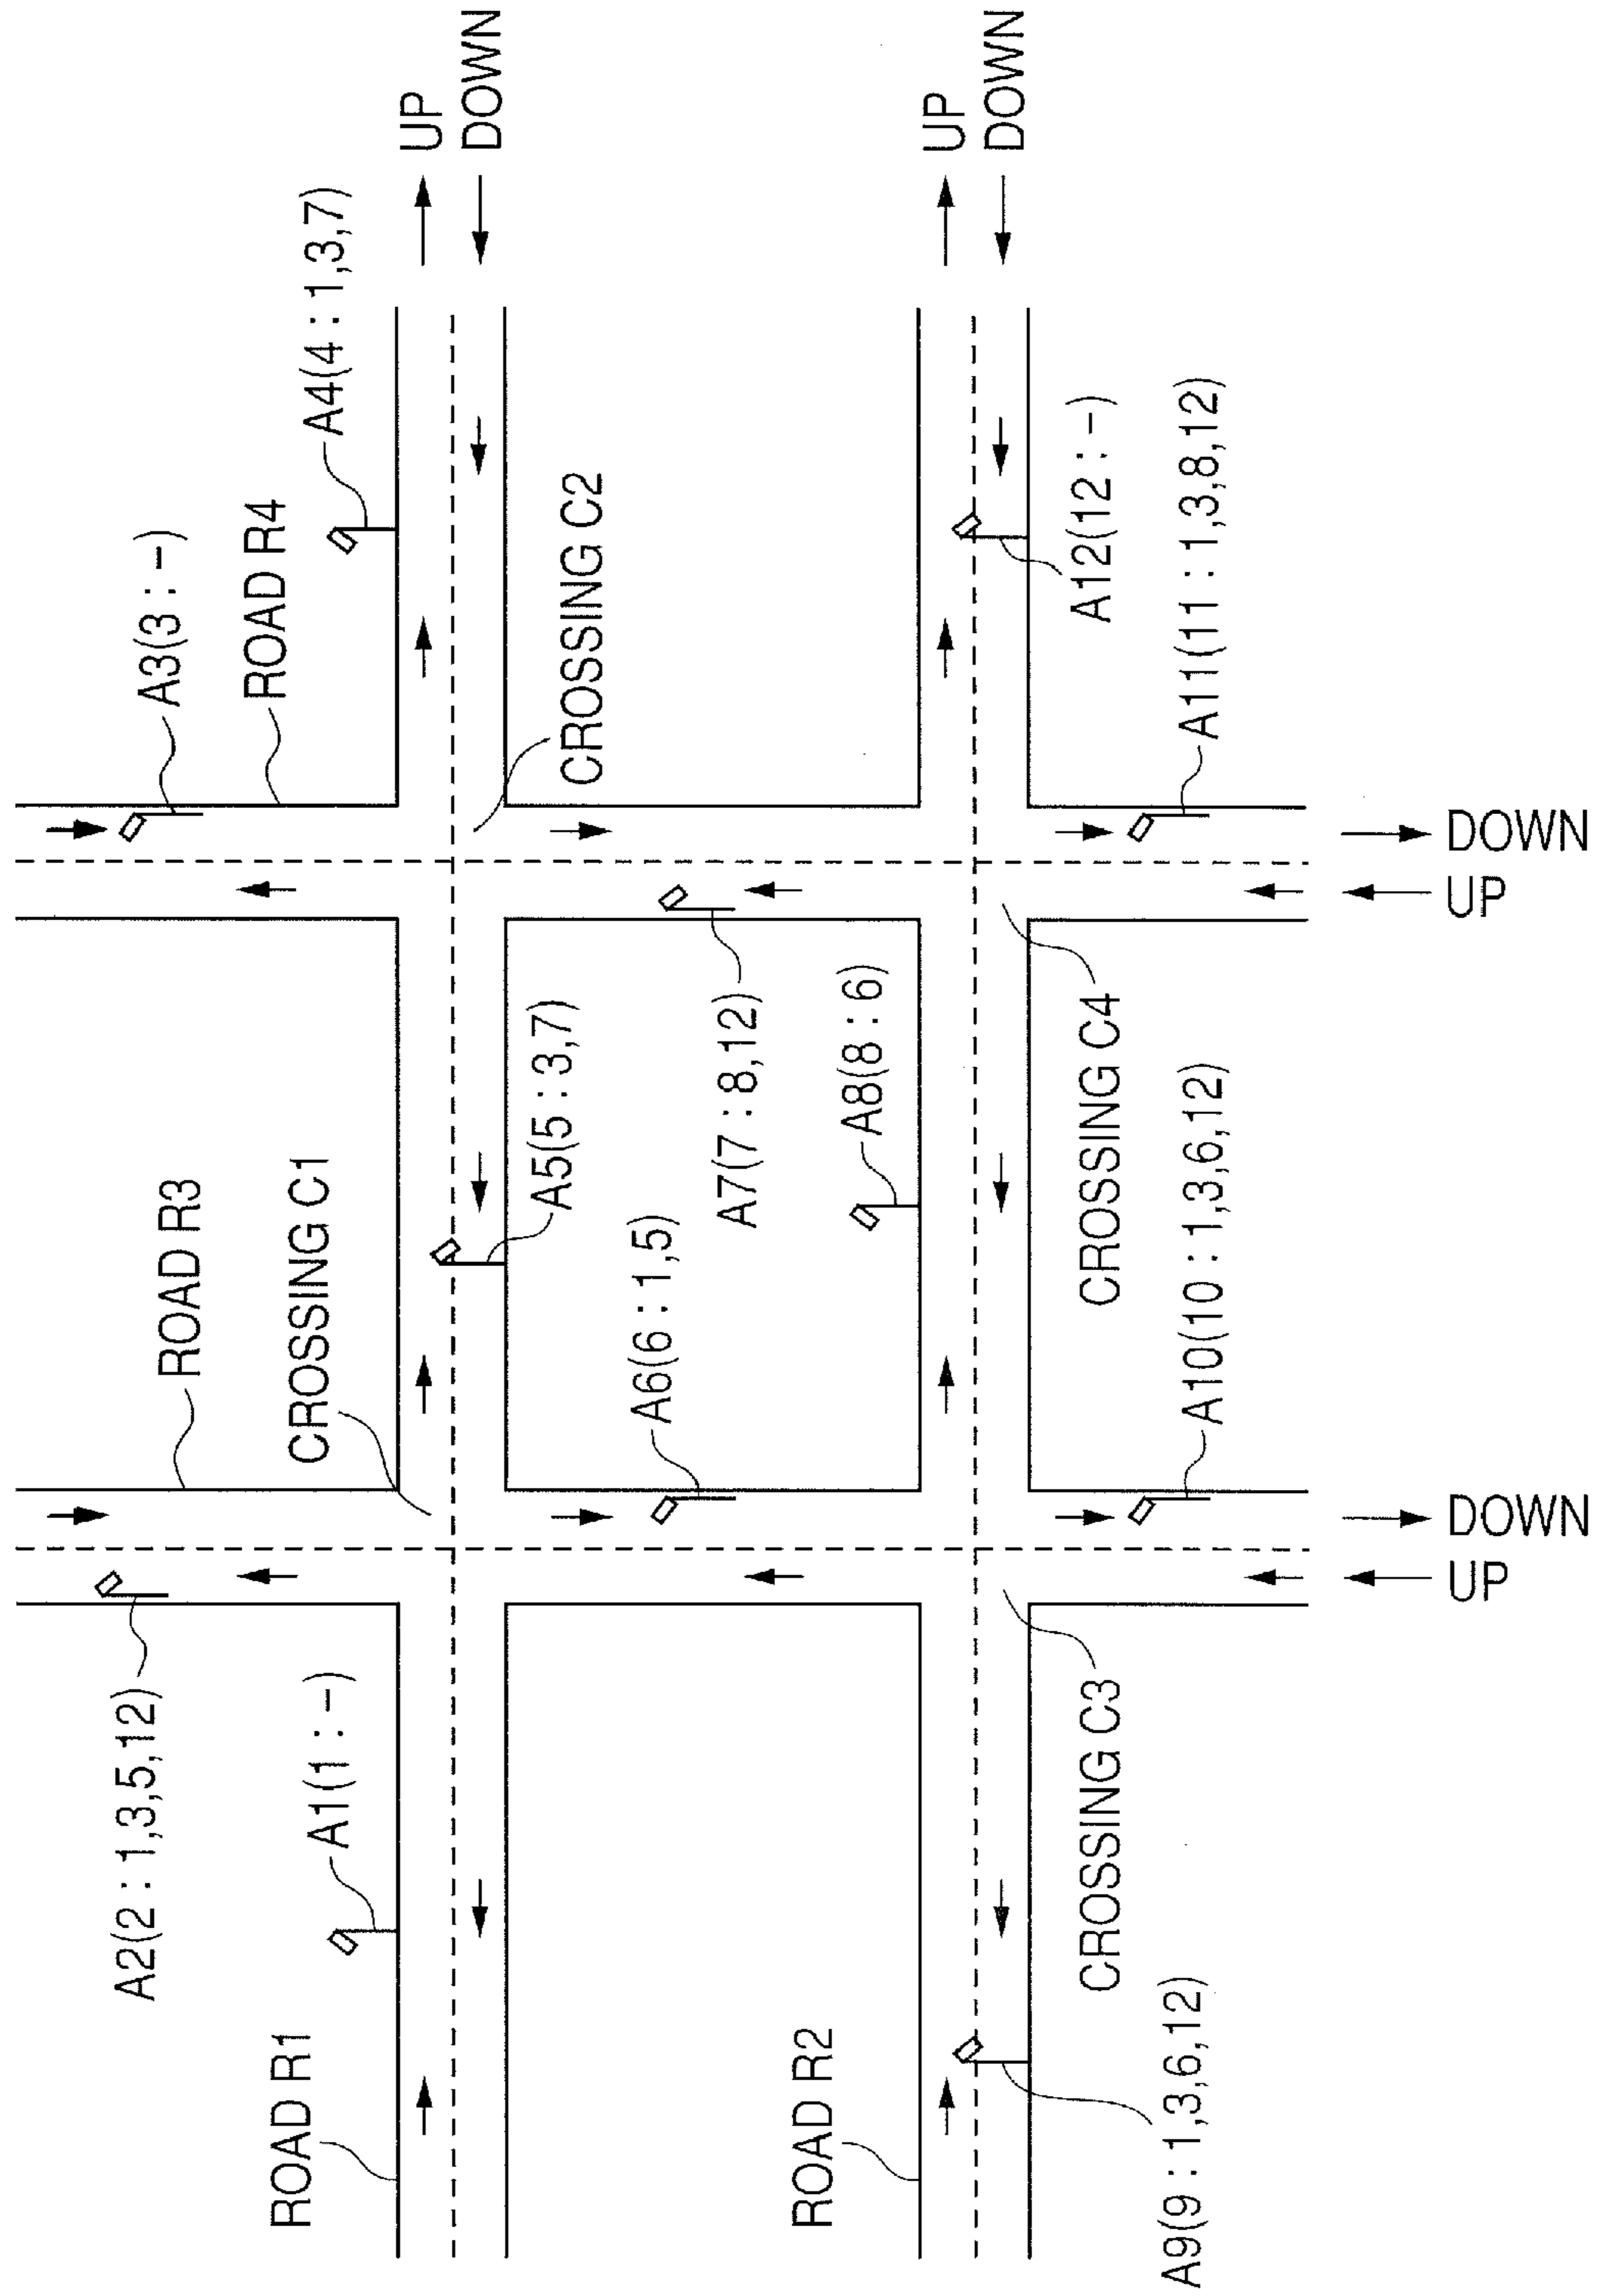 A2(2 : 1,3,5,12)
A3(3 : −)
ROAD R3
ROAD R4
ROAD R1
A1(1 : −)
CROSSING C1
A4(4 : 1,3,7)
UP
DOWN
A5(5 : 3,7)
CROSSING C2
A6(6 : 1,5)
A7(7 : 8,12)
ROAD R2
A8(8 : 6)
UP
DOWN
CROSSING C3
CROSSING C4
A12(12 : −)
A9(9 : 1,3,6,12)
A10(10 : 1,3,6,12)
A11(11 : 1,3,8,12)
UP
DOWN
UP
DOWN